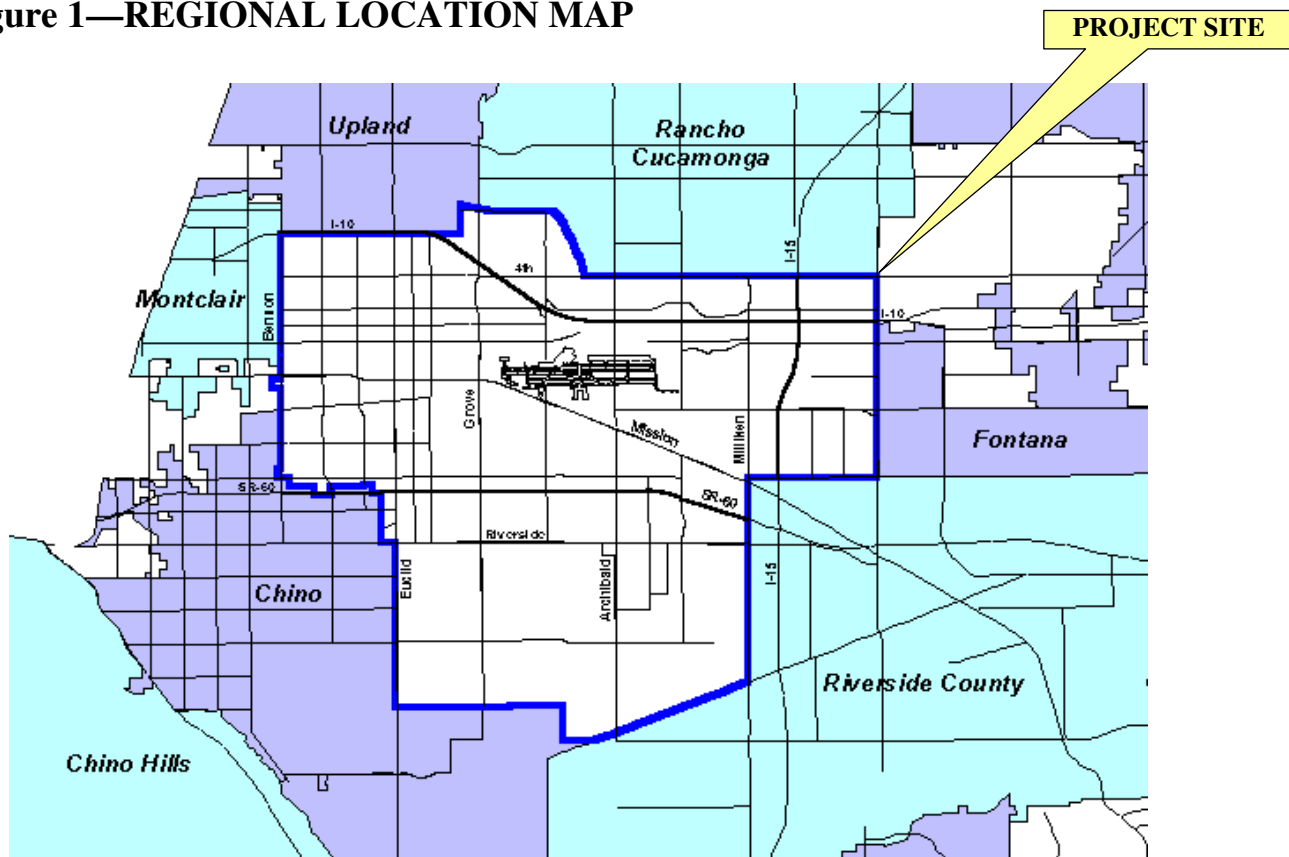 gure 1—REGIONAL LOCATION MAP
PROJECT SITE
Upland
Rancho
Cucamonga
I-10
I-15
4th
Montclair
Benson
I-10
Grove
Mission
Milliken
Fontana
SR-60
SR-60
Riverside
Euclid
Archibald
I-15
Chino
Riverside County
Chino Hills